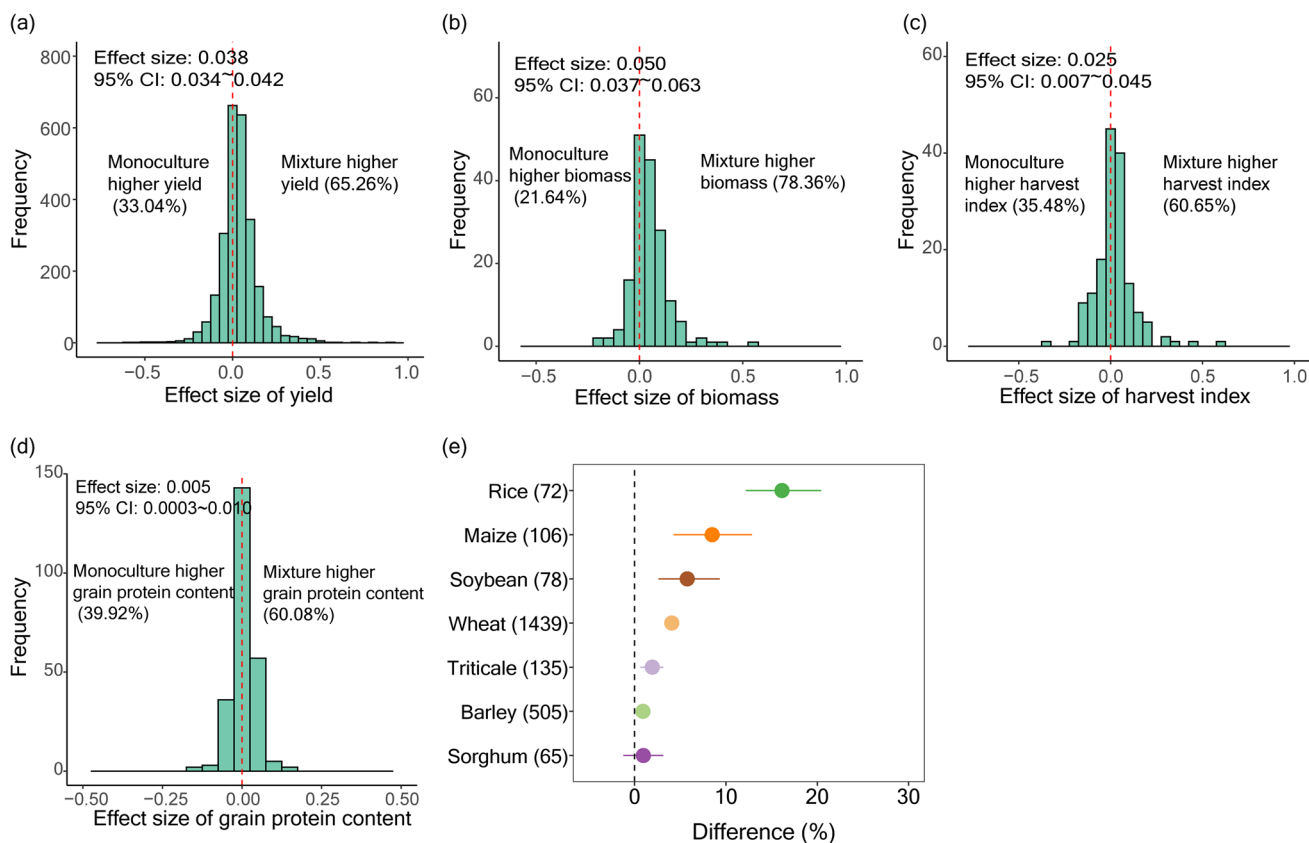 (a)
Effect size: 0.038
95% CI: 0.034~0.042
Monoculture
higher yield
(33.04%)
Mixture higher
yield (65.26%)
Frequency
800
600
400
200
0
−0.5
0.0
0.5
1.0
Effect size of yield
(b)
Effect size: 0.050
95% CI: 0.037~0.063
Monoculture
higher biomass
(21.64%)
Mixture higher
biomass (78.36%)
Frequency
60
40
20
0
−0.5
0.0
0.5
1.0
Effect size of biomass
(c)
Effect size: 0.025
95% CI: 0.007~0.045
Monoculture
higher harvest
index (35.48%)
Mixture higher
harvest index
(60.65%)
Frequency
60
40
20
0
−0.5
0.0
0.5
1.0
Effect size of harvest index
(d)
Effect size: 0.005
95% CI: 0.0003~0.010
Monoculture higher
grain protein content
(39.92%)
Mixture higher
grain protein content
(60.08%)
Frequency
150
100
50
0
−0.50
−0.25
0.00
0.25
0.50
Effect size of grain protein content
(e)
Rice (72)
Maize (106)
Soybean (78)
Wheat (1439)
Triticale (135)
Barley (505)
Sorghum (65)
0
10
20
30
Difference (%)